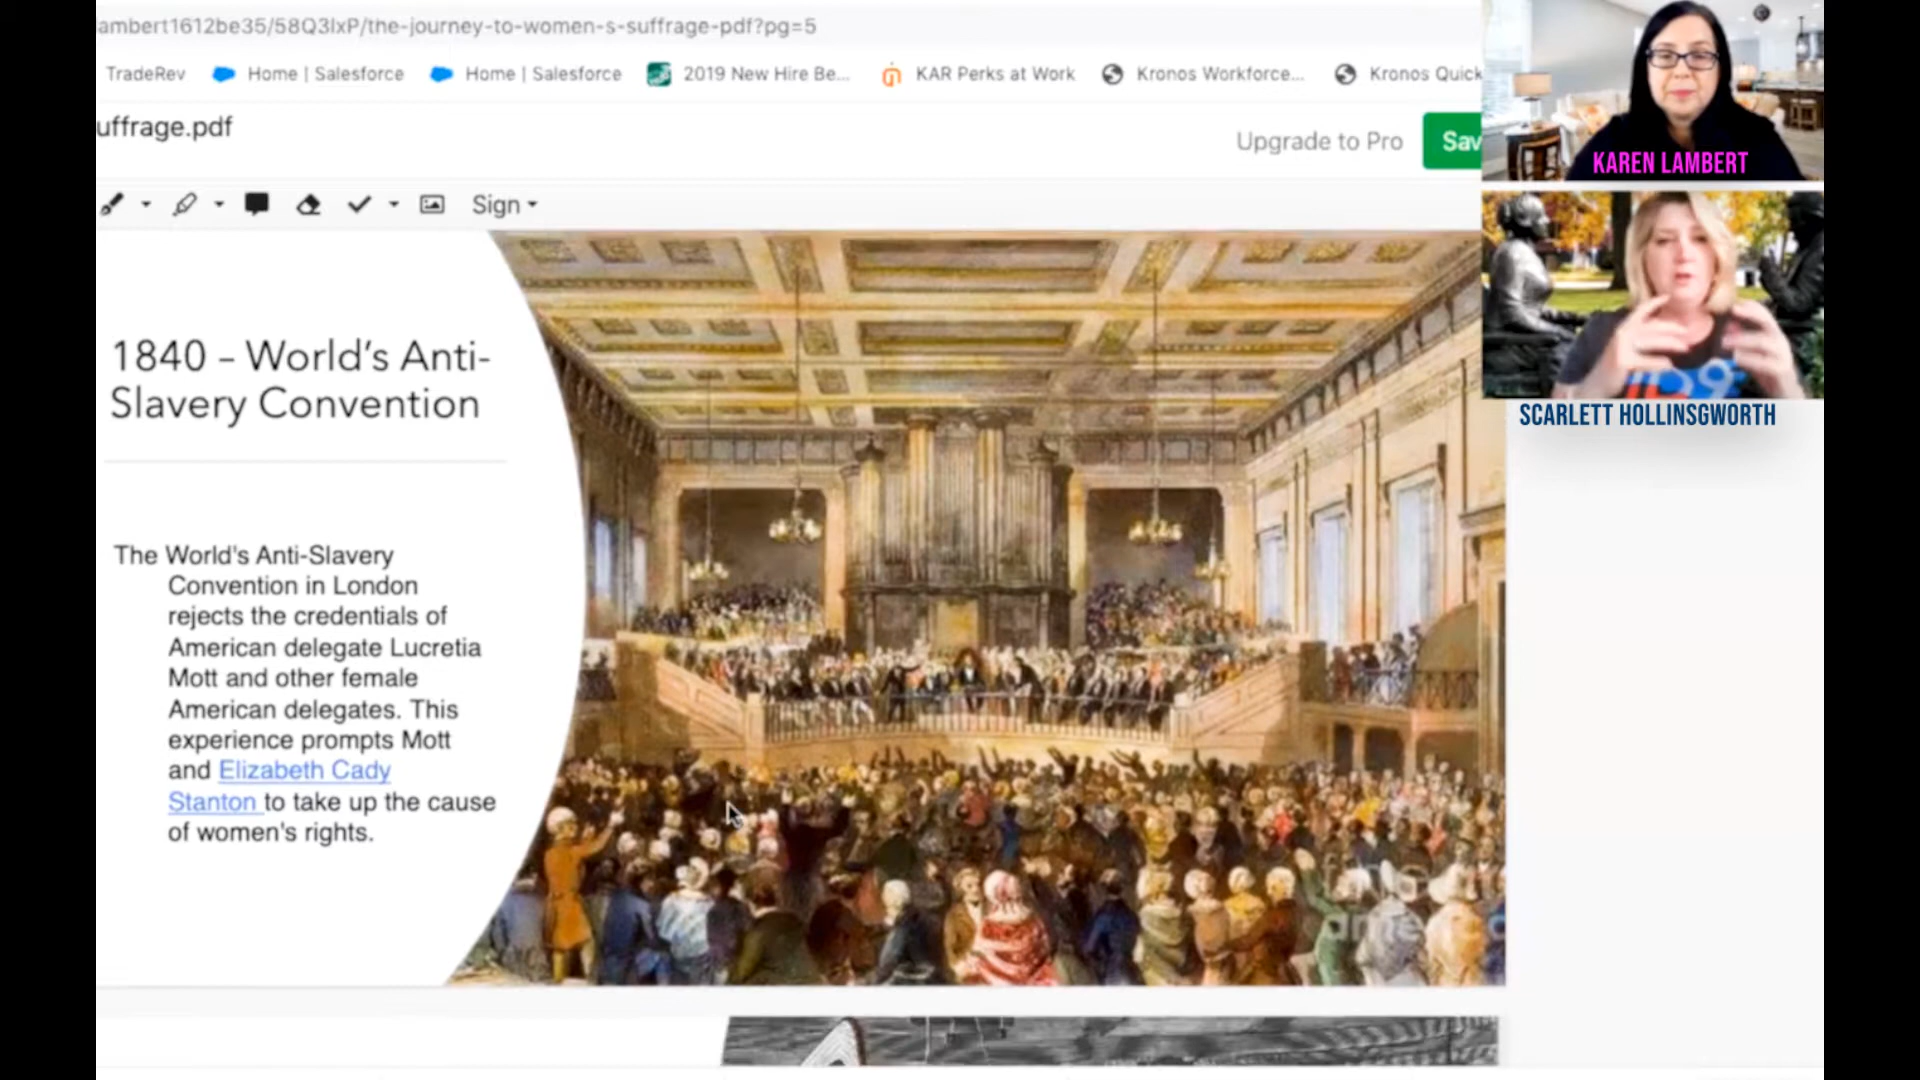 ambert1612be35/58Q3IxP/the-journey-to-women-s-suffrage-pdf?pg=5
TradeRev Home | Salesforce Home | Salesforce 2019 New Hire Be... KAR Perks at Work Kronos Workforce... Kronos Quick
uffrage.pdf
Upgrade to Pro Sav
Sign
KAREN LAMBERT
SCARLETT HOLLINSGWORTH
1840 – World's Anti-
Slavery Convention
The World's Anti-Slavery
Convention in London
rejects the credentials of
American delegate Lucretia
Mott and other female
American delegates. This
experience prompts Mott
and Elizabeth Cady
Stanton to take up the cause
of women's rights.